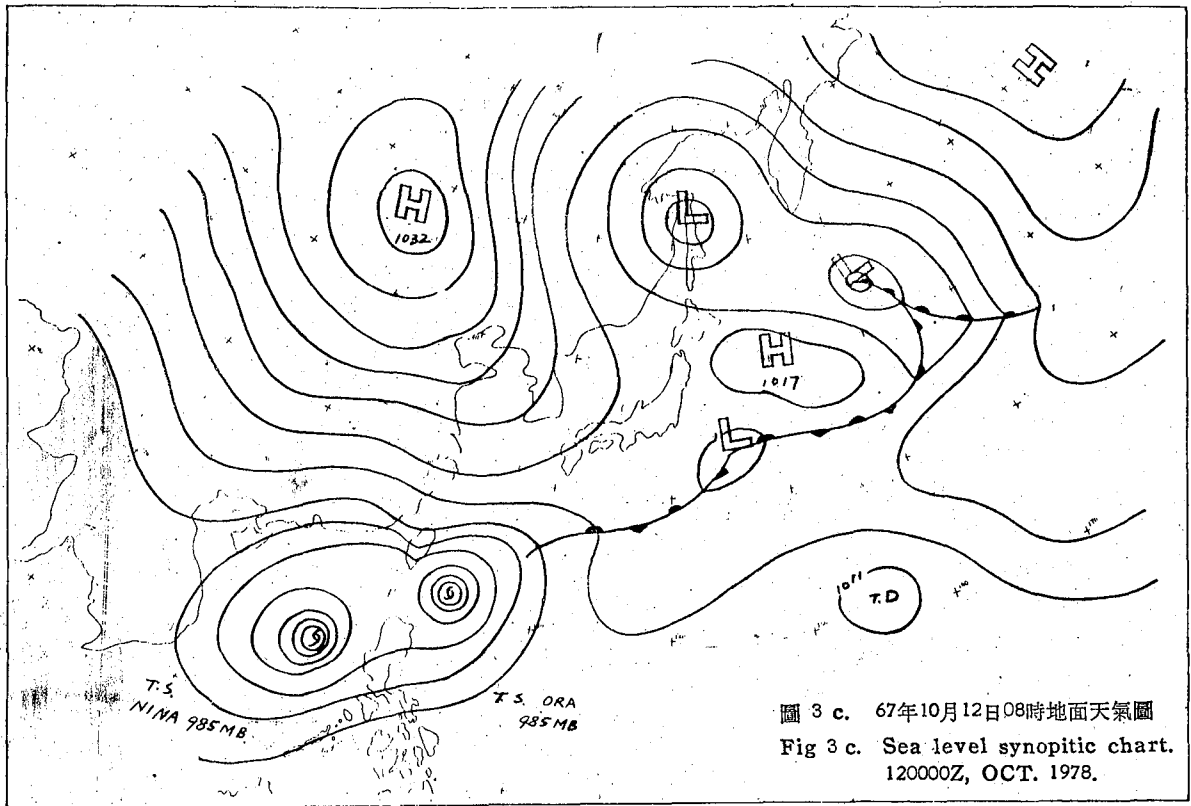 H
H
1032
L
L
H
1017
L
1011
T.D
T.S.
NINA 985MB.
T.S. ORA
985MB
圖 3 c. 67年10月12日08時地面天氣圖
Fig 3 c. Sea level synopitic chart.
120000Z, OCT. 1978.